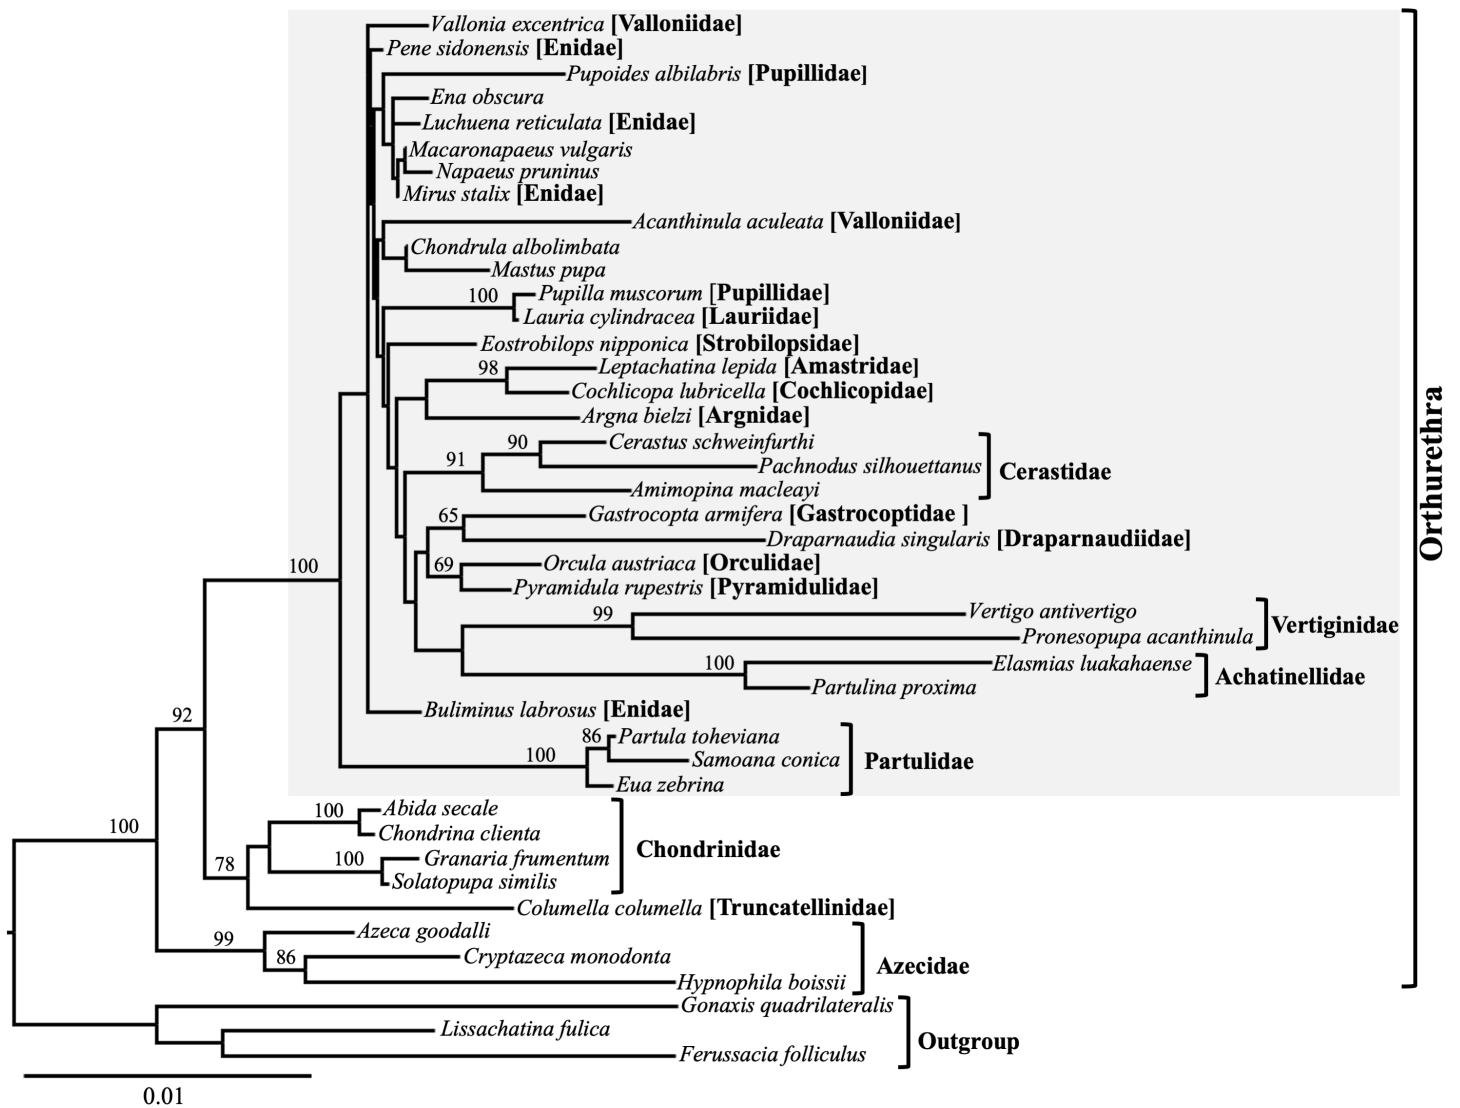 Vallonia excentrica [Valloniidae]
Pene sidonensis [Enidae]
Pupoides albilabris [Pupillidae]
Ena obscura
Luchuena reticulata [Enidae]
Macaronapaeus vulgaris
Napaeus pruninus
Mirus stalix [Enidae]
Acanthinula aculeata [Valloniidae]
Chondrula albolimbata
Mastus pupa
100 Pupilla muscorum [Pupillidae]
Lauria cylindracea [Lauriidae]
Eostrobilops nipponica [Strobilopsidae]
98 Leptachatina lepida [Amastridae]
Cochlicopa lubricella [Cochlicopidae]
Argna bielzi [Argnidae]
90 Cerastus schweinfurthi
91 Pachnodus silhouettanus
Cerastidae
Amimopina macleayi
65 Gastrocopta armifera [Gastrocoptidae ]
Draparnaudia singularis [Draparnaudiidae]
Orthurethra
100 69 Orcula austriaca [Orculidae]
Pyramidula rupestris [Pyramidulidae]
99 Vertigo antivertigo
Vertiginidae
Pronesopupa acanthinula
100 Elasmias luakahaense
Achatinellidae
Partulina proxima
92 Buliminus labrosus [Enidae]
86 Partula toheviana
100 Samoana conica
Partulidae
Eua zebrina
100 Abida secale
100 Chondrina clienta
Chondrinidae
78 100 Granaria frumentum
Solatopupa similis
Columella columella [Truncatellinidae]
99 Azeca goodalli
86 Cryptazeca monodonta
Azecidae
Hypnophila boissii
Gonaxis quadrilateralis
Lissachatina fulica
Outgroup
Ferussacia folliculus
0.01